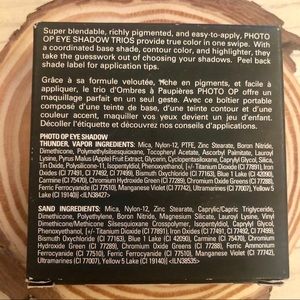 Super blendable, richly pigmented, and easy-to-apply, PHOTO
OP EYE SHADOW TRIOS provide true color in one swipe. With
a coordinated base shade, contour color, and highlighter, they
take the guesswork out of choosing your shadows. Peel back
shade label for application tips.
Grâce à sa formule veloutée, riche en pigments, et facile
à appliquer, le trio d'Ombres à Paupières PHOTO OP offre un
maquillage parfait en un seul geste. Avec ce boitier portable
composé d'une teinte de base, d'une teinte contour et d'une
couleur accent, maquiller vos yeux devient un jeu d'enfant.
Décoller l'étiquette et découvrez nos conseils d'application.
PHOTO OP EYE SHADOW
THUNDER, VAPOR INGREDIENTS: Mica, Nylon-12, PTFE, Zinc Stearate, Boron Nitride,
Dimethicone, Polymethylsilsesquioxane, Tocopherol Acetate, Ascorbyl Palmitate, Lauroyl
Lysine, Pyrus Malus (Apple) Fruit Extract, Glycerin, Cyclopentasiloxane, Caprylyl Glycol, Silica,
Tin Oxide, Polysilicone-11, Isopentyldiol, Phenoxyethanol, [+/- Titanium Dioxide (CI 77891), Iron
Oxides (CI 77491, CI 77492, CI 77499), Bismuth Oxychloride (CI 77163), Blue 1 Lake (CI 42090),
Carmine (CI 75470), Chromium Hydroxide Green (CI 77289), Chromium Oxide Greens (CI 77288),
Ferric Ferrocyanide (CI 77510), Manganese Violet (CI 77742), Ultramarines (CI 77007), Yellow 5
Lake (CI 19140)] <ILN38427>
SAND INGREDIENTS: Mica, Nylon-12, Zinc Stearate, Caprylic/Capric Triglyceride,
Dimethicone, Polyethylene, Boron Nitride, Magnesium Silicate, Lauroyl Lysine, Vinyl
Dimethicone/Methicone Silsesquioxane Crosspolymer, Isopentyldiol, Caprylyl Glycol,
Phenoxyethanol, [+/- Titanium Dioxide (CI 77891), Iron Oxides (CI 77491, CI 77492, CI 77499),
Bismuth Oxychloride (CI 77163), Blue 1 Lake (CI 42090), Carmine (CI 75470), Chromium
Hydroxide Green (CI 77289), Chromium Oxide Greens (CI 77288), Ferric Ammonium
Ferrocyanide (CI 77510), Ferric Ferrocyanide (CI 77510), Manganese Violet (CI 77742),
Ultramarines (CI 77007), Yellow 5 Lake (CI 19140)] <ILN38535>